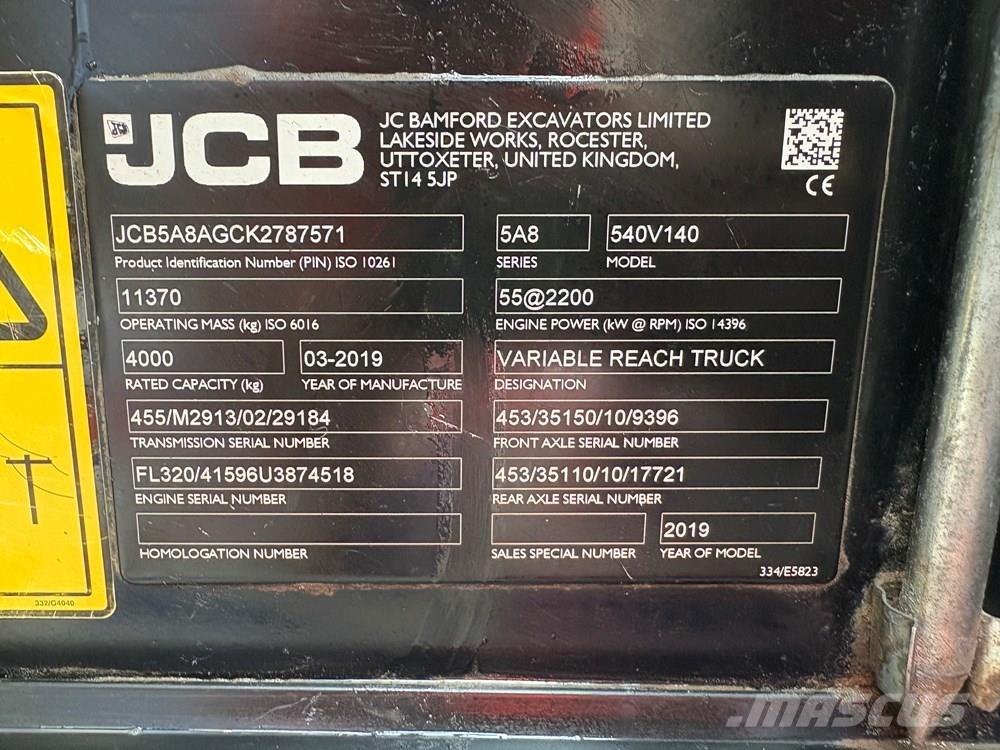 JCB
JC BAMFORD EXCAVATORS LIMITED
LAKESIDE WORKS, ROCESTER,
UTTOXETER, UNITED KINGDOM,
ST14 5JP
CE
JCB5A8AGCK2787571 5A8 540V140
Product Identification Number (PIN) ISO 10261 SERIES MODEL
11370 55@2200
OPERATING MASS (kg) ISO 6016 ENGINE POWER (kW @ RPM) ISO 14396
4000 03-2019 VARIABLE REACH TRUCK
RATED CAPACITY (kg) YEAR OF MANUFACTURE DESIGNATION
455/M2913/02/29184 453/35150/10/9396
TRANSMISSION SERIAL NUMBER FRONT AXLE SERIAL NUMBER
FL320/41596U3874518 453/35110/10/17721
ENGINE SERIAL NUMBER REAR AXLE SERIAL NUMBER
2019
HOMOLOGATION NUMBER SALES SPECIAL NUMBER YEAR OF MODEL
334/E5823
332/G4040
MASCUS